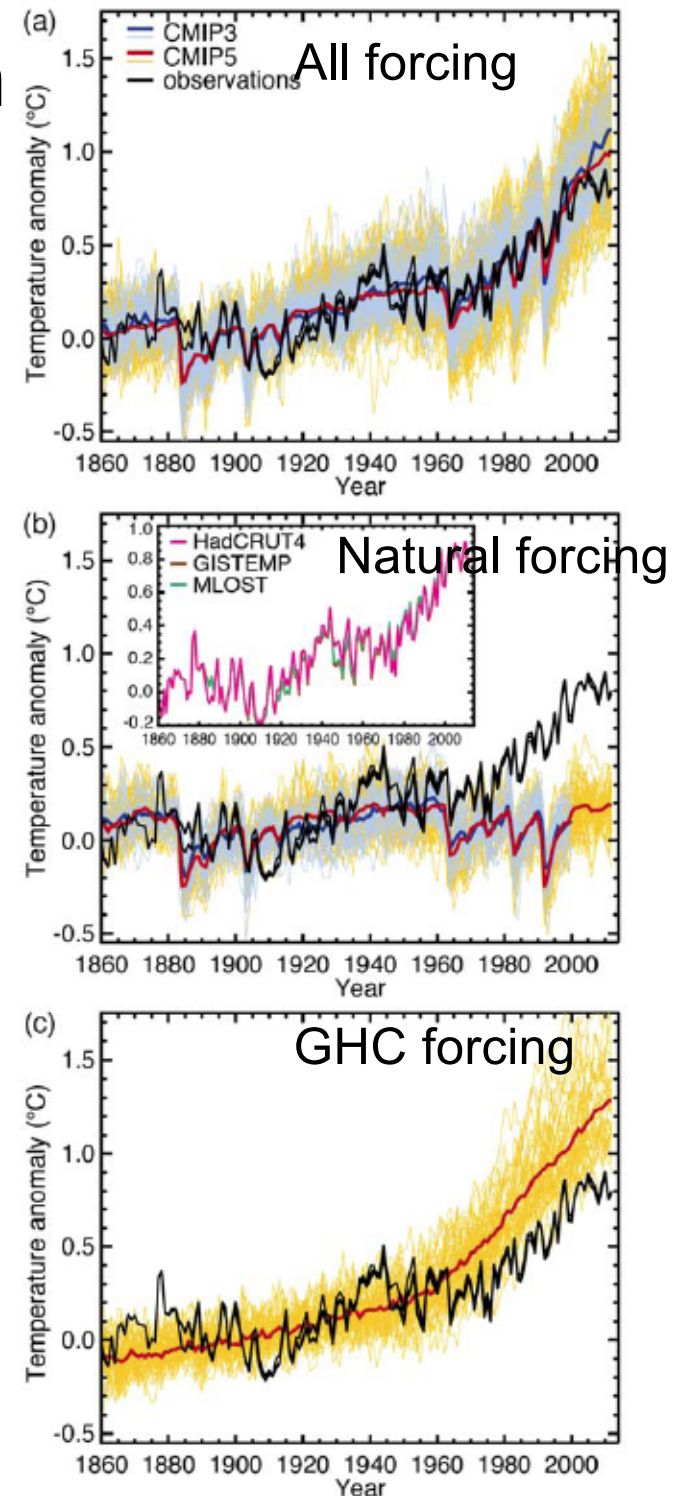 (a)
CMIP3
CMIP5
observations
All forcing
Temperature anomaly (°C)
1.5
1.0
0.5
0.0
-0.5
1860 1880 1900 1920 1940 1960 1980 2000
Year
(b)
HadCRUT4
GISTEMP
MLOST
Natural forcing
1.0
0.8
0.6
0.4
0.2
0.0
-0.2
1860 1880 1900 1920 1940 1960 1980 2000
Temperature anomaly (°C)
1.5
1.0
0.5
0.0
-0.5
1860 1880 1900 1920 1940 1960 1980 2000
Year
(c)
GHC forcing
Temperature anomaly (°C)
1.5
1.0
0.5
0.0
-0.5
1860 1880 1900 1920 1940 1960 1980 2000
Year